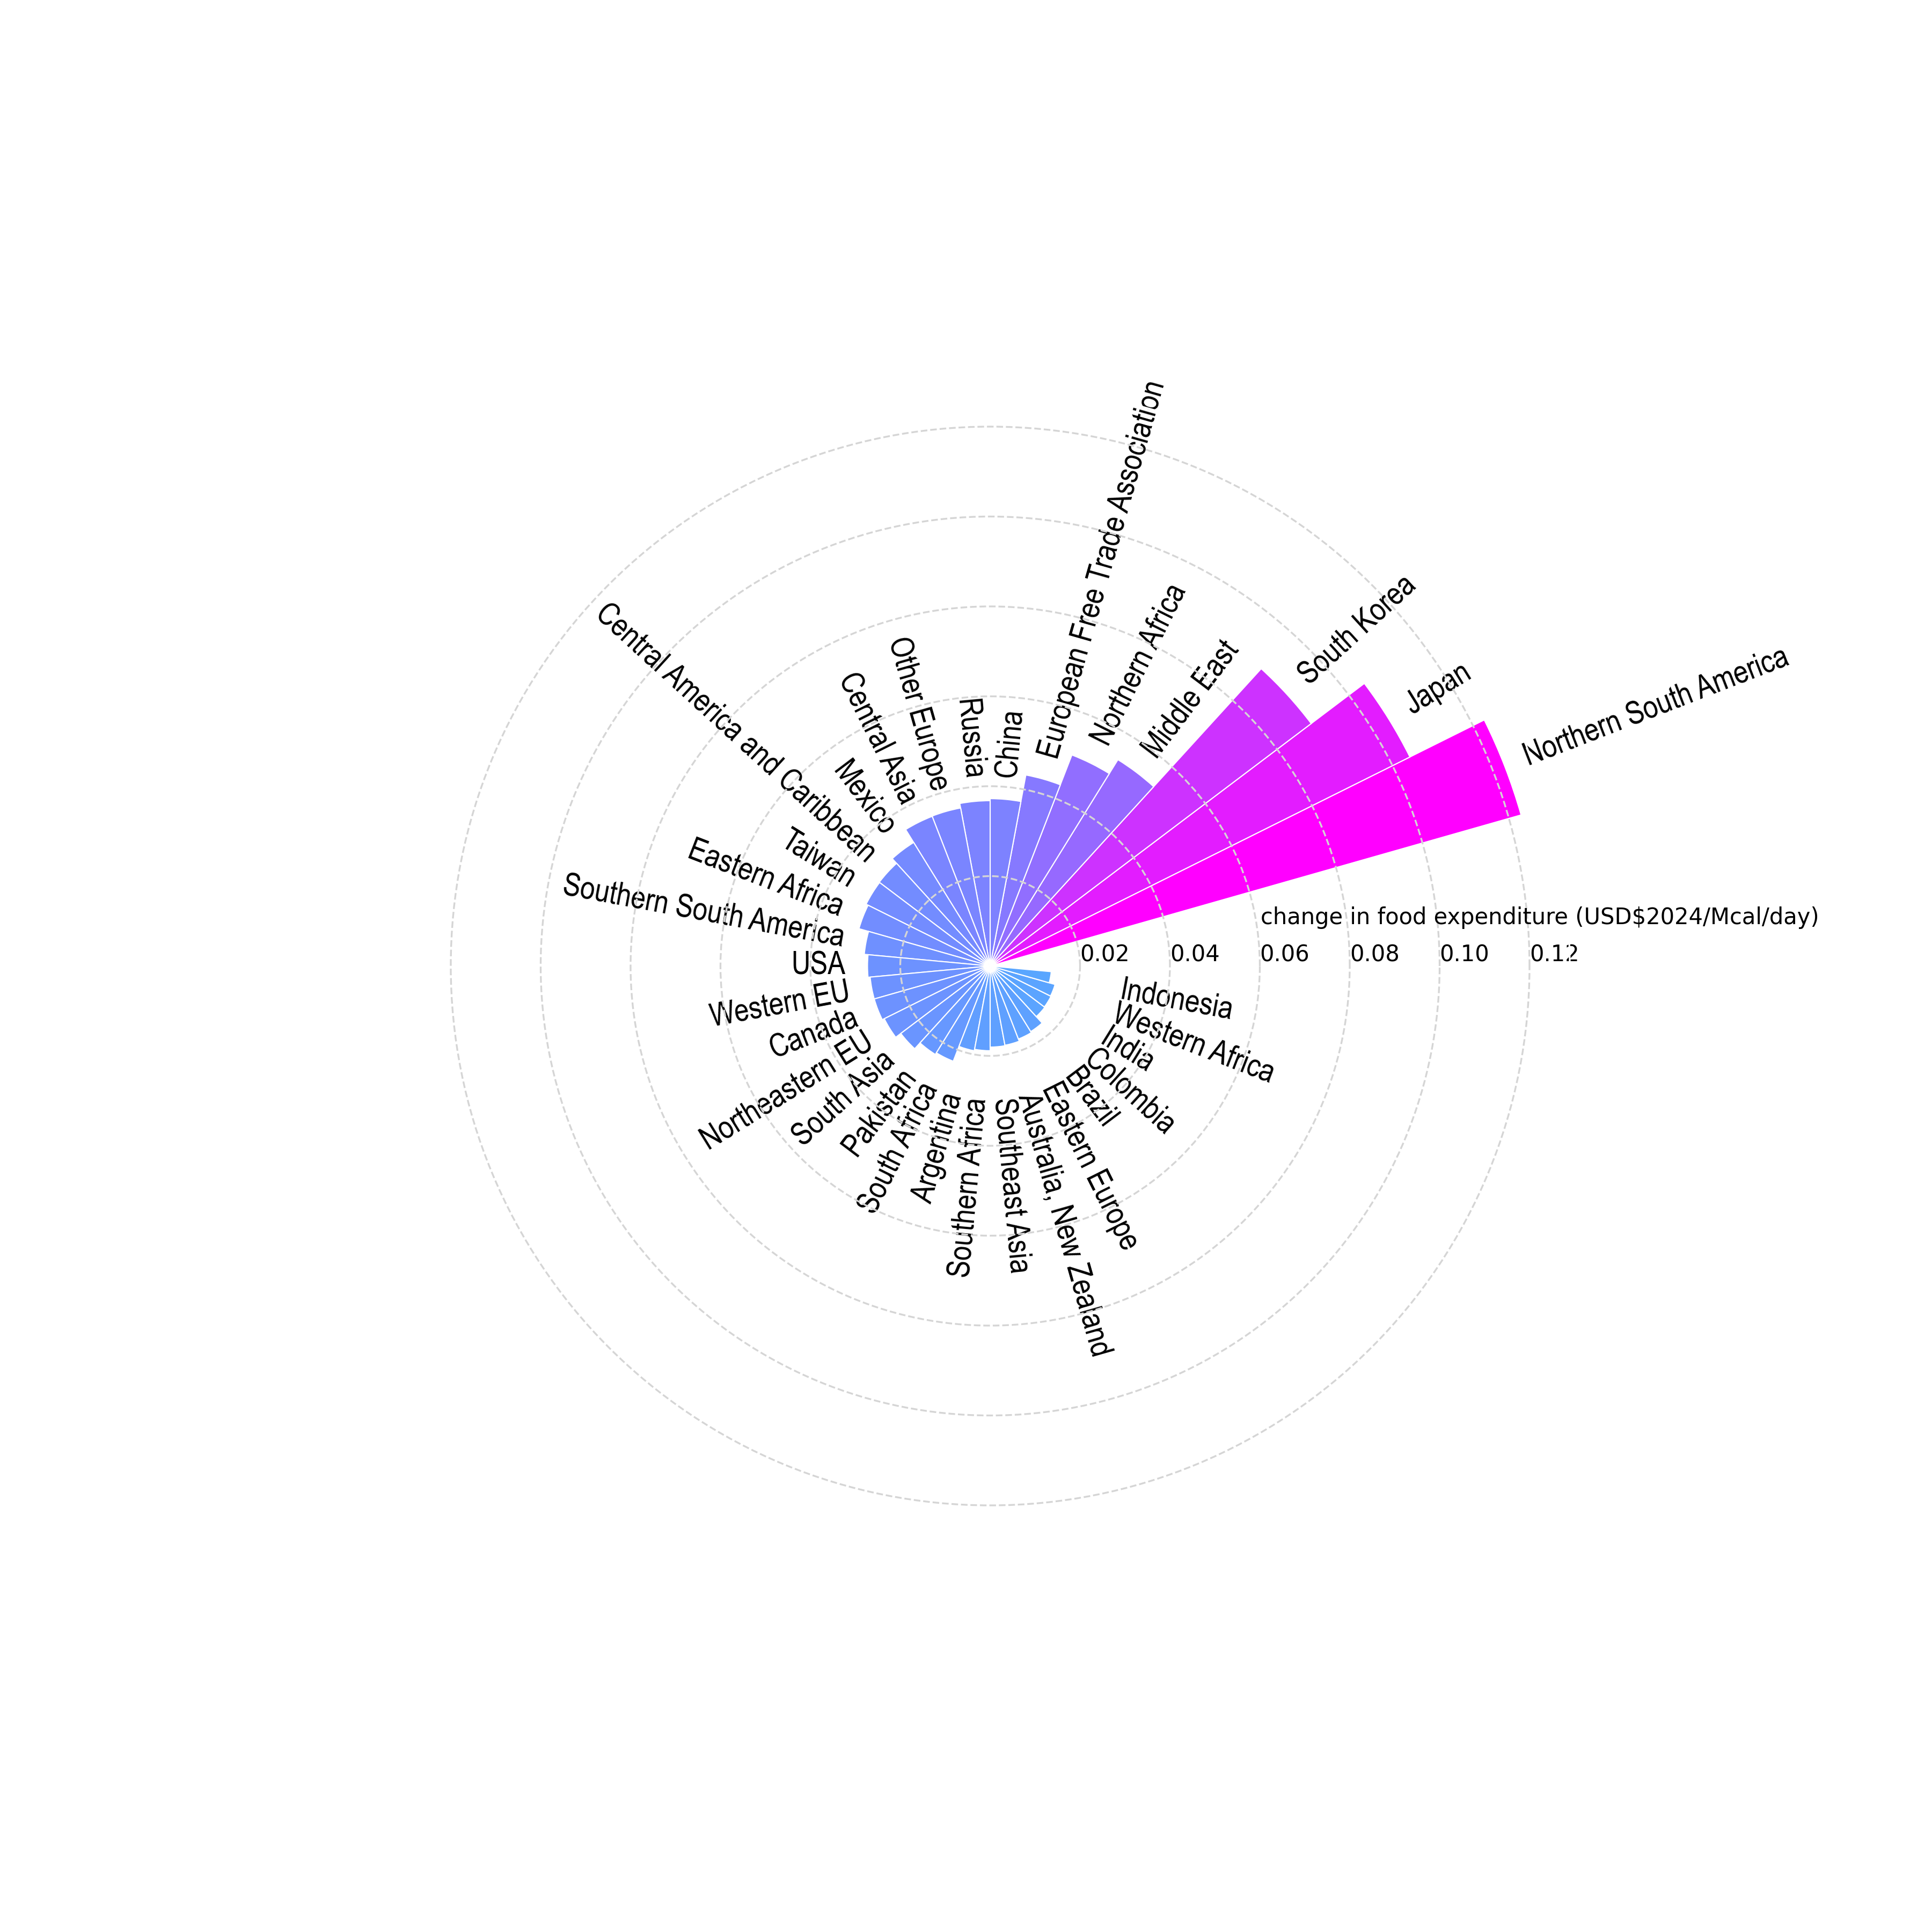 European Free Trade Association
Northern Africa
Middle East
South Korea
Japan
Northern South America
China
Russia
Other Europe
Central Asia
Mexico
Central America and Caribbean
Taiwan
Eastern Africa
Southern South America
USA
Western EU
Canada
Northeastern EU
South Asia
Pakistan
South Africa
Argentina
Southern Africa
Southeast Asia
Australia, New Zealand
Eastern Europe
Brazil
Colombia
India
Western Africa
Indonesia
change in food expenditure (USD$2024/Mcal/day)
0.02 0.04 0.06 0.08 0.10 0.12